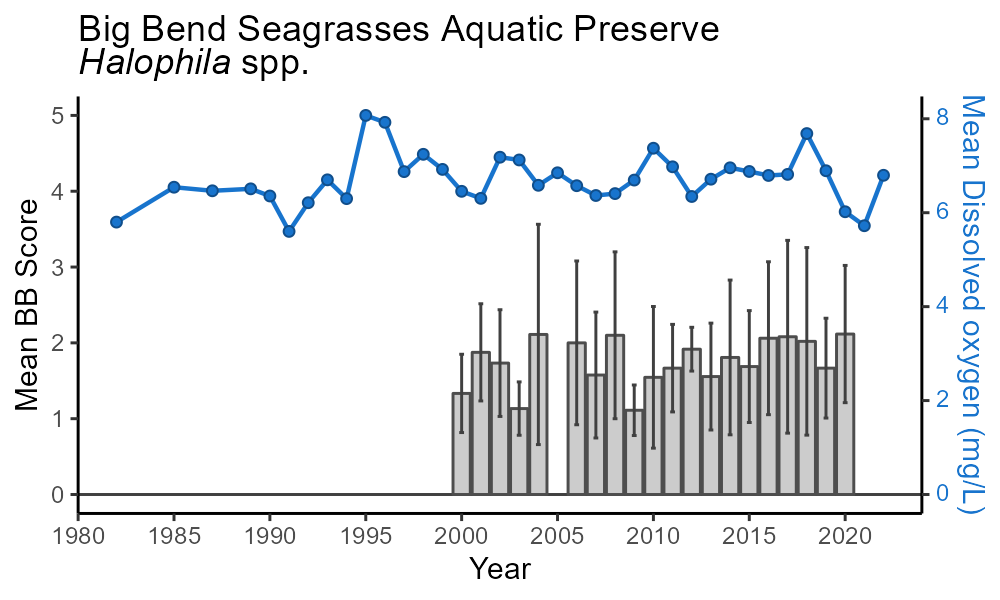 Big Bend Seagrasses Aquatic Preserve
Halophila spp.
5
4
3
2
1
0
Mean BB Score
8
6
4
2
0
Mean Dissolved oxygen (mg/L)
1980 1985 1990 1995 2000 2005 2010 2015 2020
Year